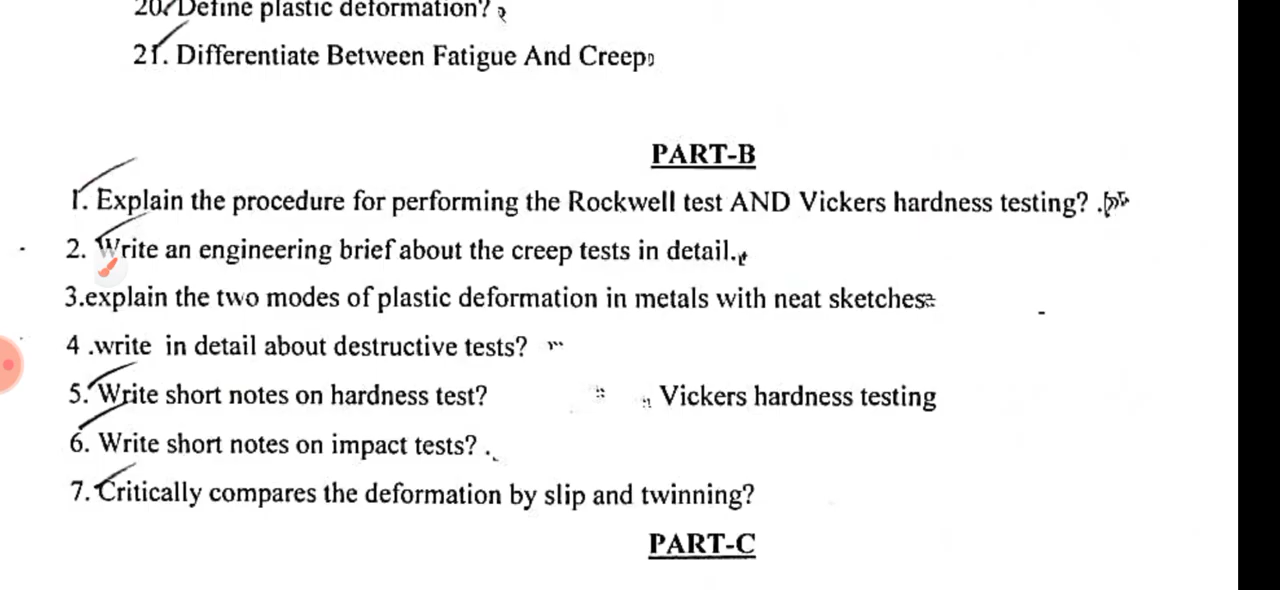 20. Define plastic deformation?
21. Differentiate Between Fatigue And Creep
PART-B
1. Explain the procedure for performing the Rockwell test AND Vickers hardness testing? .
2. Write an engineering brief about the creep tests in detail.
3.explain the two modes of plastic deformation in metals with neat sketches
4 .write in detail about destructive tests?
5. Write short notes on hardness test? Vickers hardness testing
6. Write short notes on impact tests? .
7. Critically compares the deformation by slip and twinning?
PART-C